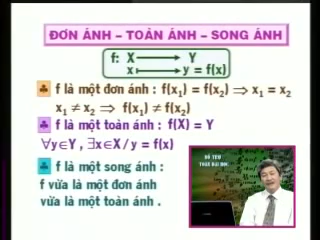 ĐƠN ÁNH – TOÀN ÁNH – SONG ÁNH
f: X ⟶ Y
x ⟼ y = f(x)
♣ f là một đơn ánh : f(x₁) = f(x₂) ⇒ x₁ = x₂
x₁ ≠ x₂ ⇒ f(x₁) ≠ f(x₂)
♣ f là một toàn ánh : f(X) = Y
∀y∈Y , ∃x∈X / y = f(x)
♣ f là một song ánh :
f vừa là một đơn ánh
vừa là một toàn ánh .